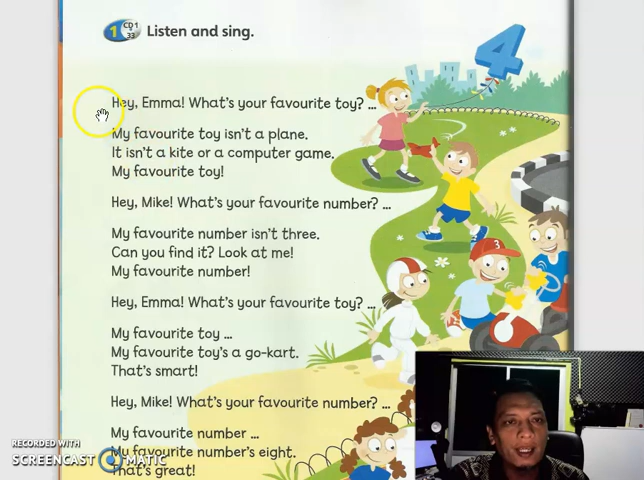 1 CD 1 33 Listen and sing.
4
Hey, Emma! What's your favourite toy? ...
My favourite toy isn't a plane.
It isn't a kite or a computer game.
My favourite toy!
Hey, Mike! What's your favourite number? ...
My favourite number isn't three.
Can you find it? Look at me!
My favourite number!
3
Hey, Emma! What's your favourite toy? ...
My favourite toy ...
My favourite toy's a go-kart.
That's smart!
Hey, Mike! What's your favourite number? ...
My favourite number ...
My favourite number's eight.
That's great!
RECORDED WITH
SCREENCAST MATIC